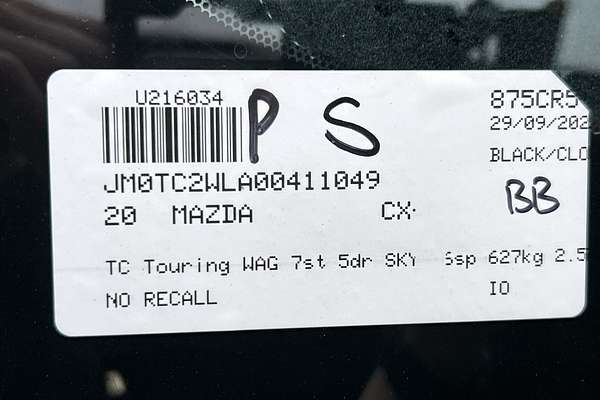 U216034 P S 875CR5
29/09/202
BLACK/CLO
JM0TC2WLA00411049
20 MAZDA CX- BB
TC Touring WAG 7st 5dr SKY 6sp 627kg 2.5
NO RECALL IO